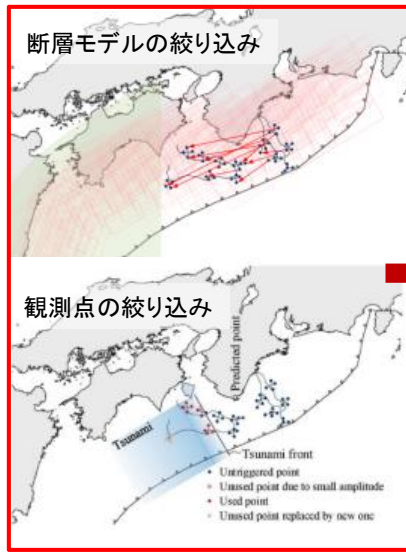 断層モデルの絞り込み
観測点の絞り込み
Predicted point
Tsunami
Tsunami front
Untriggered point
Unused point due to small amplitude
Used point
Unused point replaced by new one